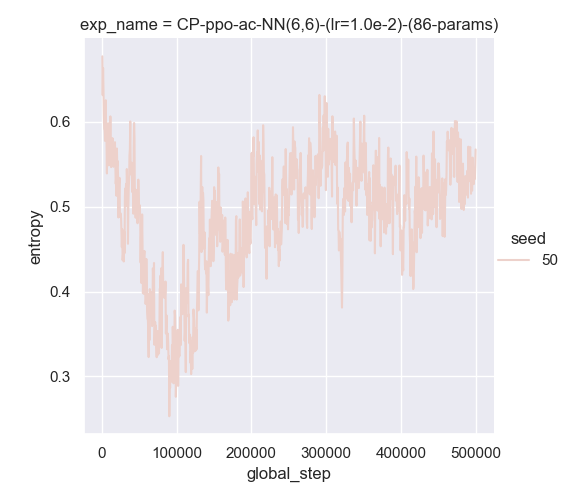 exp_name = CP-ppo-ac-NN(6,6)-(lr=1.0e-2)-(86-params)
entropy
0.6
0.5
0.4
0.3
0 100000 200000 300000 400000 500000
global_step
seed
50